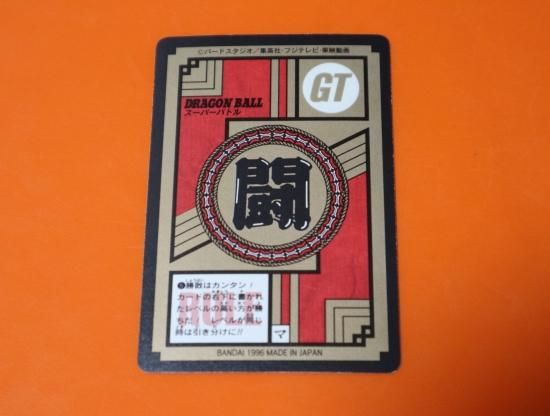 ©バードスタジオ/集英社・フジテレビ・東映動画
GT
DRAGON BALL
スーパーバトル
闘
⑤勝敗はカンタン!
カードの右下に書かれ
たレベルの高い方が勝
ちだ レベルが同じ
時は引き分けに!!
マ
BANDAI 1996 MADE IN JAPAN